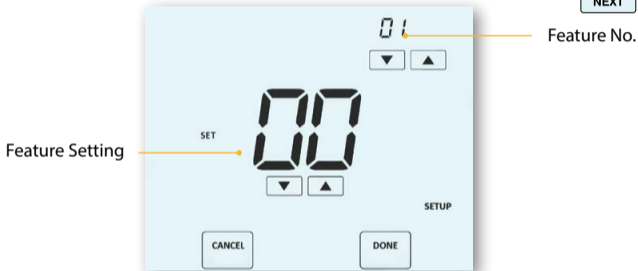 NEXT
01
Feature No.
00
SET
Feature Setting
SETUP
CANCEL
DONE